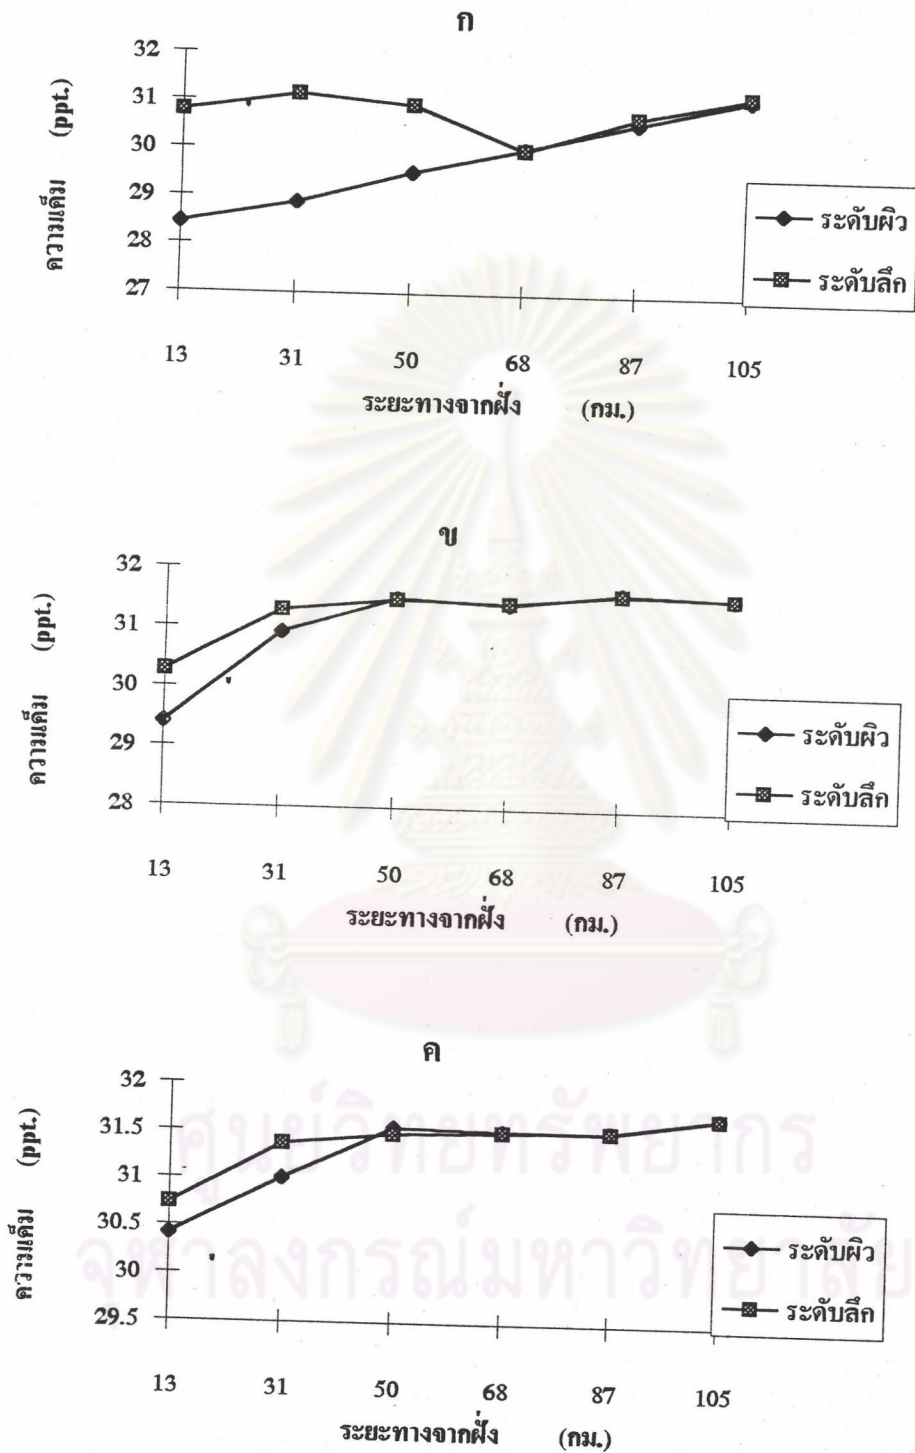 ก
32
31
30
29
28
27
ความเค็ม (ppt.)
ระดับผิว
ระดับลึก
13 31 50 68 87 105
ระยะทางจากฝั่ง (กม.)
ข
32
31
30
29
28
ความเค็ม (ppt.)
ระดับผิว
ระดับลึก
13 31 50 68 87 105
ระยะทางจากฝั่ง (กม.)
ค
32
31.5
31
30.5
30
29.5
ความเค็ม (ppt.)
ระดับผิว
ระดับลึก
13 31 50 68 87 105
ระยะทางจากฝั่ง (กม.)
ศูนย์วิทยทรัพยากร
จุฬาลงกรณ์มหาวิทยาลัย